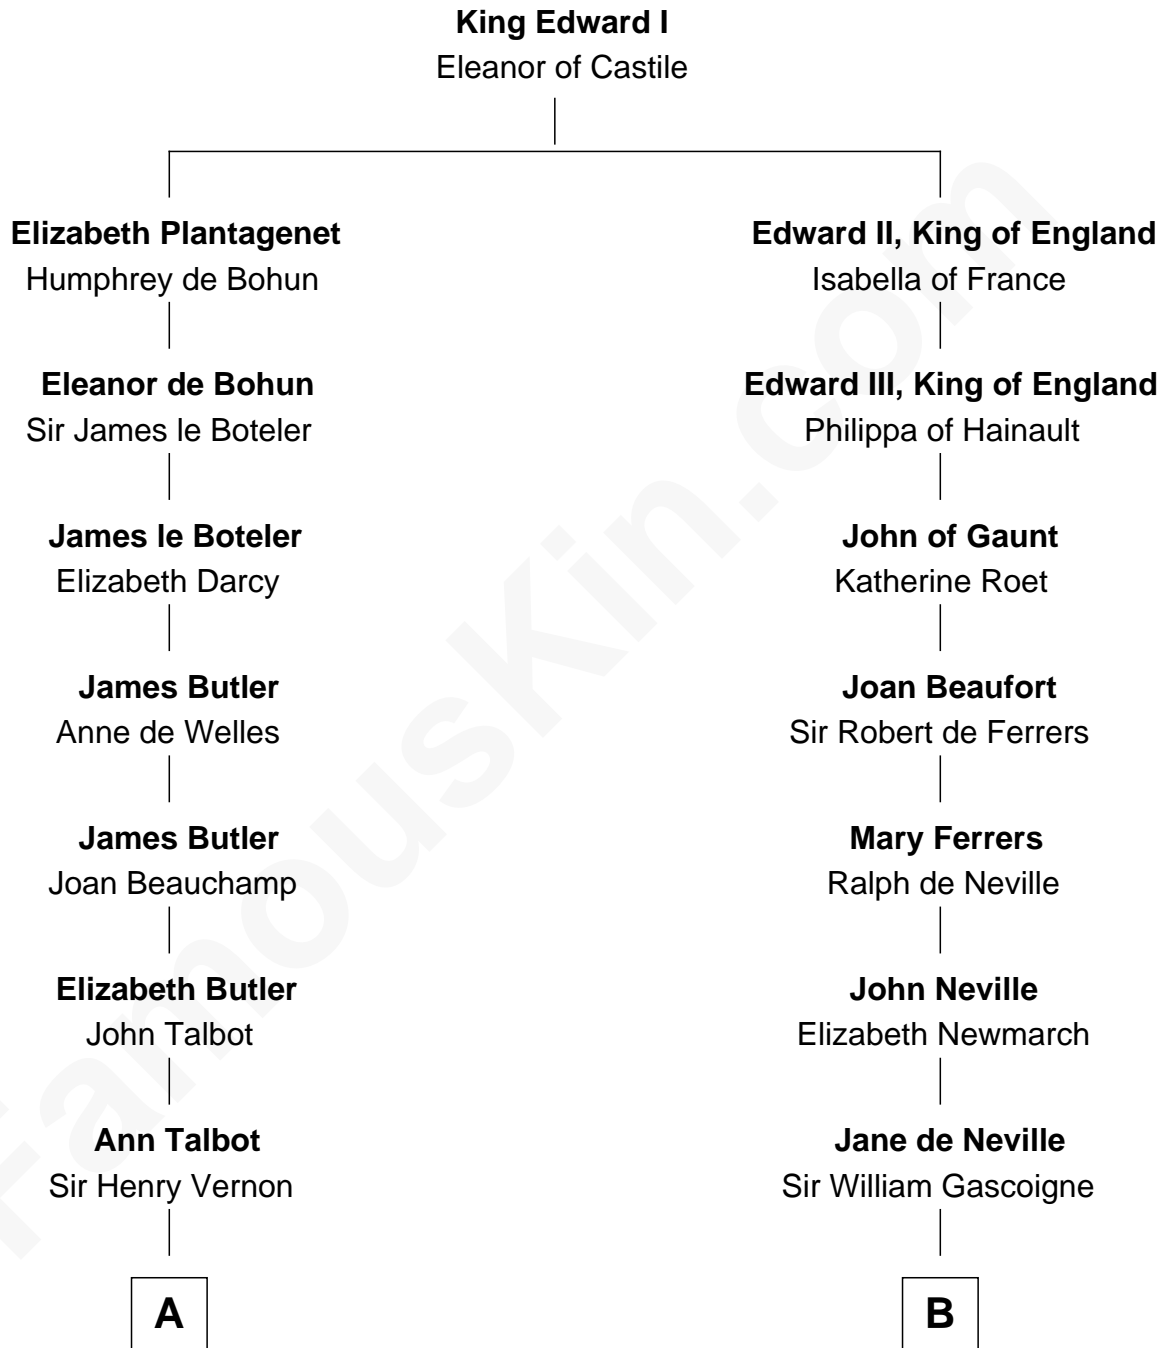 King Edward I
Eleanor of Castile
Elizabeth Plantagenet
Humphrey de Bohun
Edward II, King of England
Isabella of France
Eleanor de Bohun
Sir James le Boteler
Edward III, King of England
Philippa of Hainault
James le Boteler
Elizabeth Darcy
John of Gaunt
Katherine Roet
James Butler
Anne de Welles
Joan Beaufort
Sir Robert de Ferrers
James Butler
Joan Beauchamp
Mary Ferrers
Ralph de Neville
Elizabeth Butler
John Talbot
John Neville
Elizabeth Newmarch
Ann Talbot
Sir Henry Vernon
Jane de Neville
Sir William Gascoigne
A
B
FamousKin.com